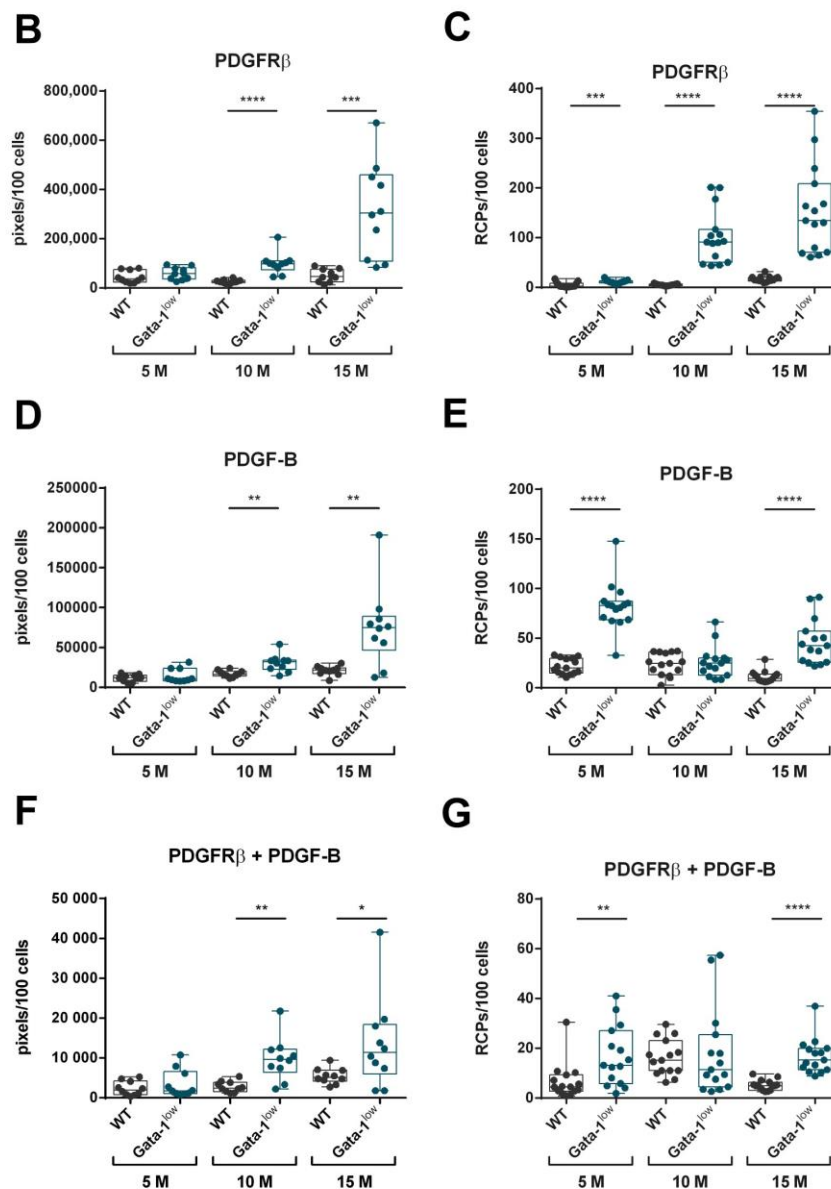 B
PDGFRβ
pixels/100 cells
800,000
600,000
400,000
200,000
0
****
***
WT
Gata-1low
WT
Gata-1low
WT
Gata-1low
5 M
10 M
15 M
C
PDGFRβ
RCPs/100 cells
400
300
200
100
0
***
****
****
WT
Gata-1low
WT
Gata-1low
WT
Gata-1low
5 M
10 M
15 M
D
PDGF-B
pixels/100 cells
250000
200000
150000
100000
50000
0
**
**
WT
Gata-1low
WT
Gata-1low
WT
Gata-1low
5 M
10 M
15 M
E
PDGF-B
RCPs/100 cells
200
150
100
50
0
****
****
WT
Gata-1low
WT
Gata-1low
WT
Gata-1low
5 M
10 M
15 M
F
PDGFRβ + PDGF-B
pixels/100 cells
50 000
40 000
30 000
20 000
10 000
0
**
*
WT
Gata-1low
WT
Gata-1low
WT
Gata-1low
5 M
10 M
15 M
G
PDGFRβ + PDGF-B
RCPs/100 cells
80
60
40
20
0
**
****
WT
Gata-1low
WT
Gata-1low
WT
Gata-1low
5 M
10 M
15 M